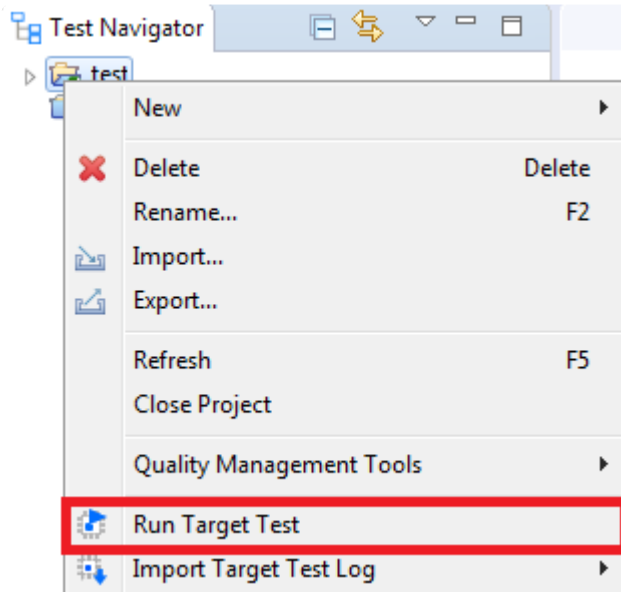 Test Navigator
test
New
Delete Delete
Rename... F2
Import...
Export...
Refresh F5
Close Project
Quality Management Tools
Run Target Test
Import Target Test Log